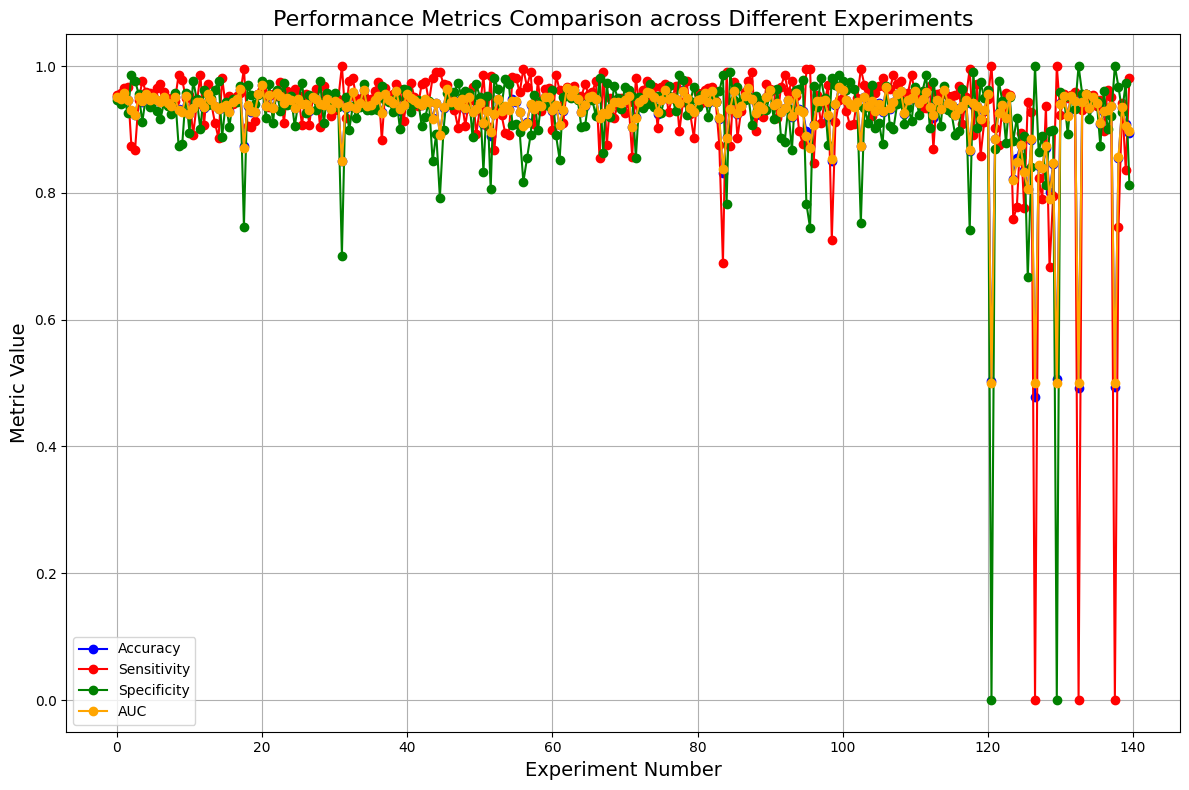 Performance Metrics Comparison across Different Experiments
Metric Value
1.0
0.8
0.6
0.4
0.2
0.0
Accuracy
Sensitivity
Specificity
AUC
0 20 40 60 80 100 120 140
Experiment Number